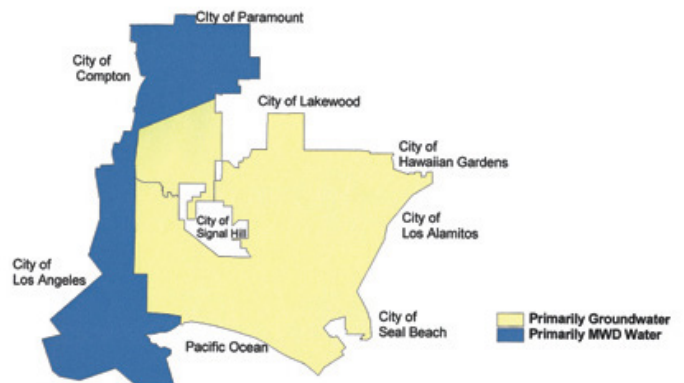 CIty of Paramount
City of
Compton
City of Lakewood
City of
Hawaiian Gardens
City of
Signal Hill
City of
Los Alamitos
City of
Los Angeles
City of
Seal Beach
Pacific Ocean
Primarily Groundwater
Primarily MWD Water